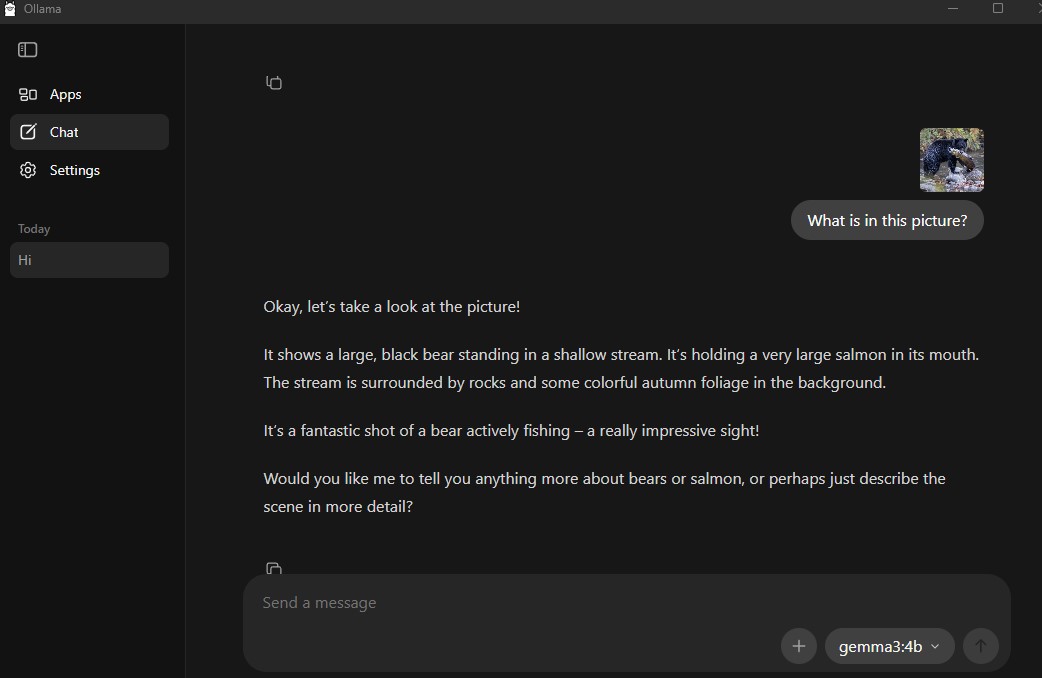 Ollama
Apps
Chat
Settings
Today
Hi
What is in this picture?
Okay, let's take a look at the picture!
It shows a large, black bear standing in a shallow stream. It's holding a very large salmon in its mouth.
The stream is surrounded by rocks and some colorful autumn foliage in the background.
It's a fantastic shot of a bear actively fishing – a really impressive sight!
Would you like me to tell you anything more about bears or salmon, or perhaps just describe the
scene in more detail?
Send a message
gemma3:4b